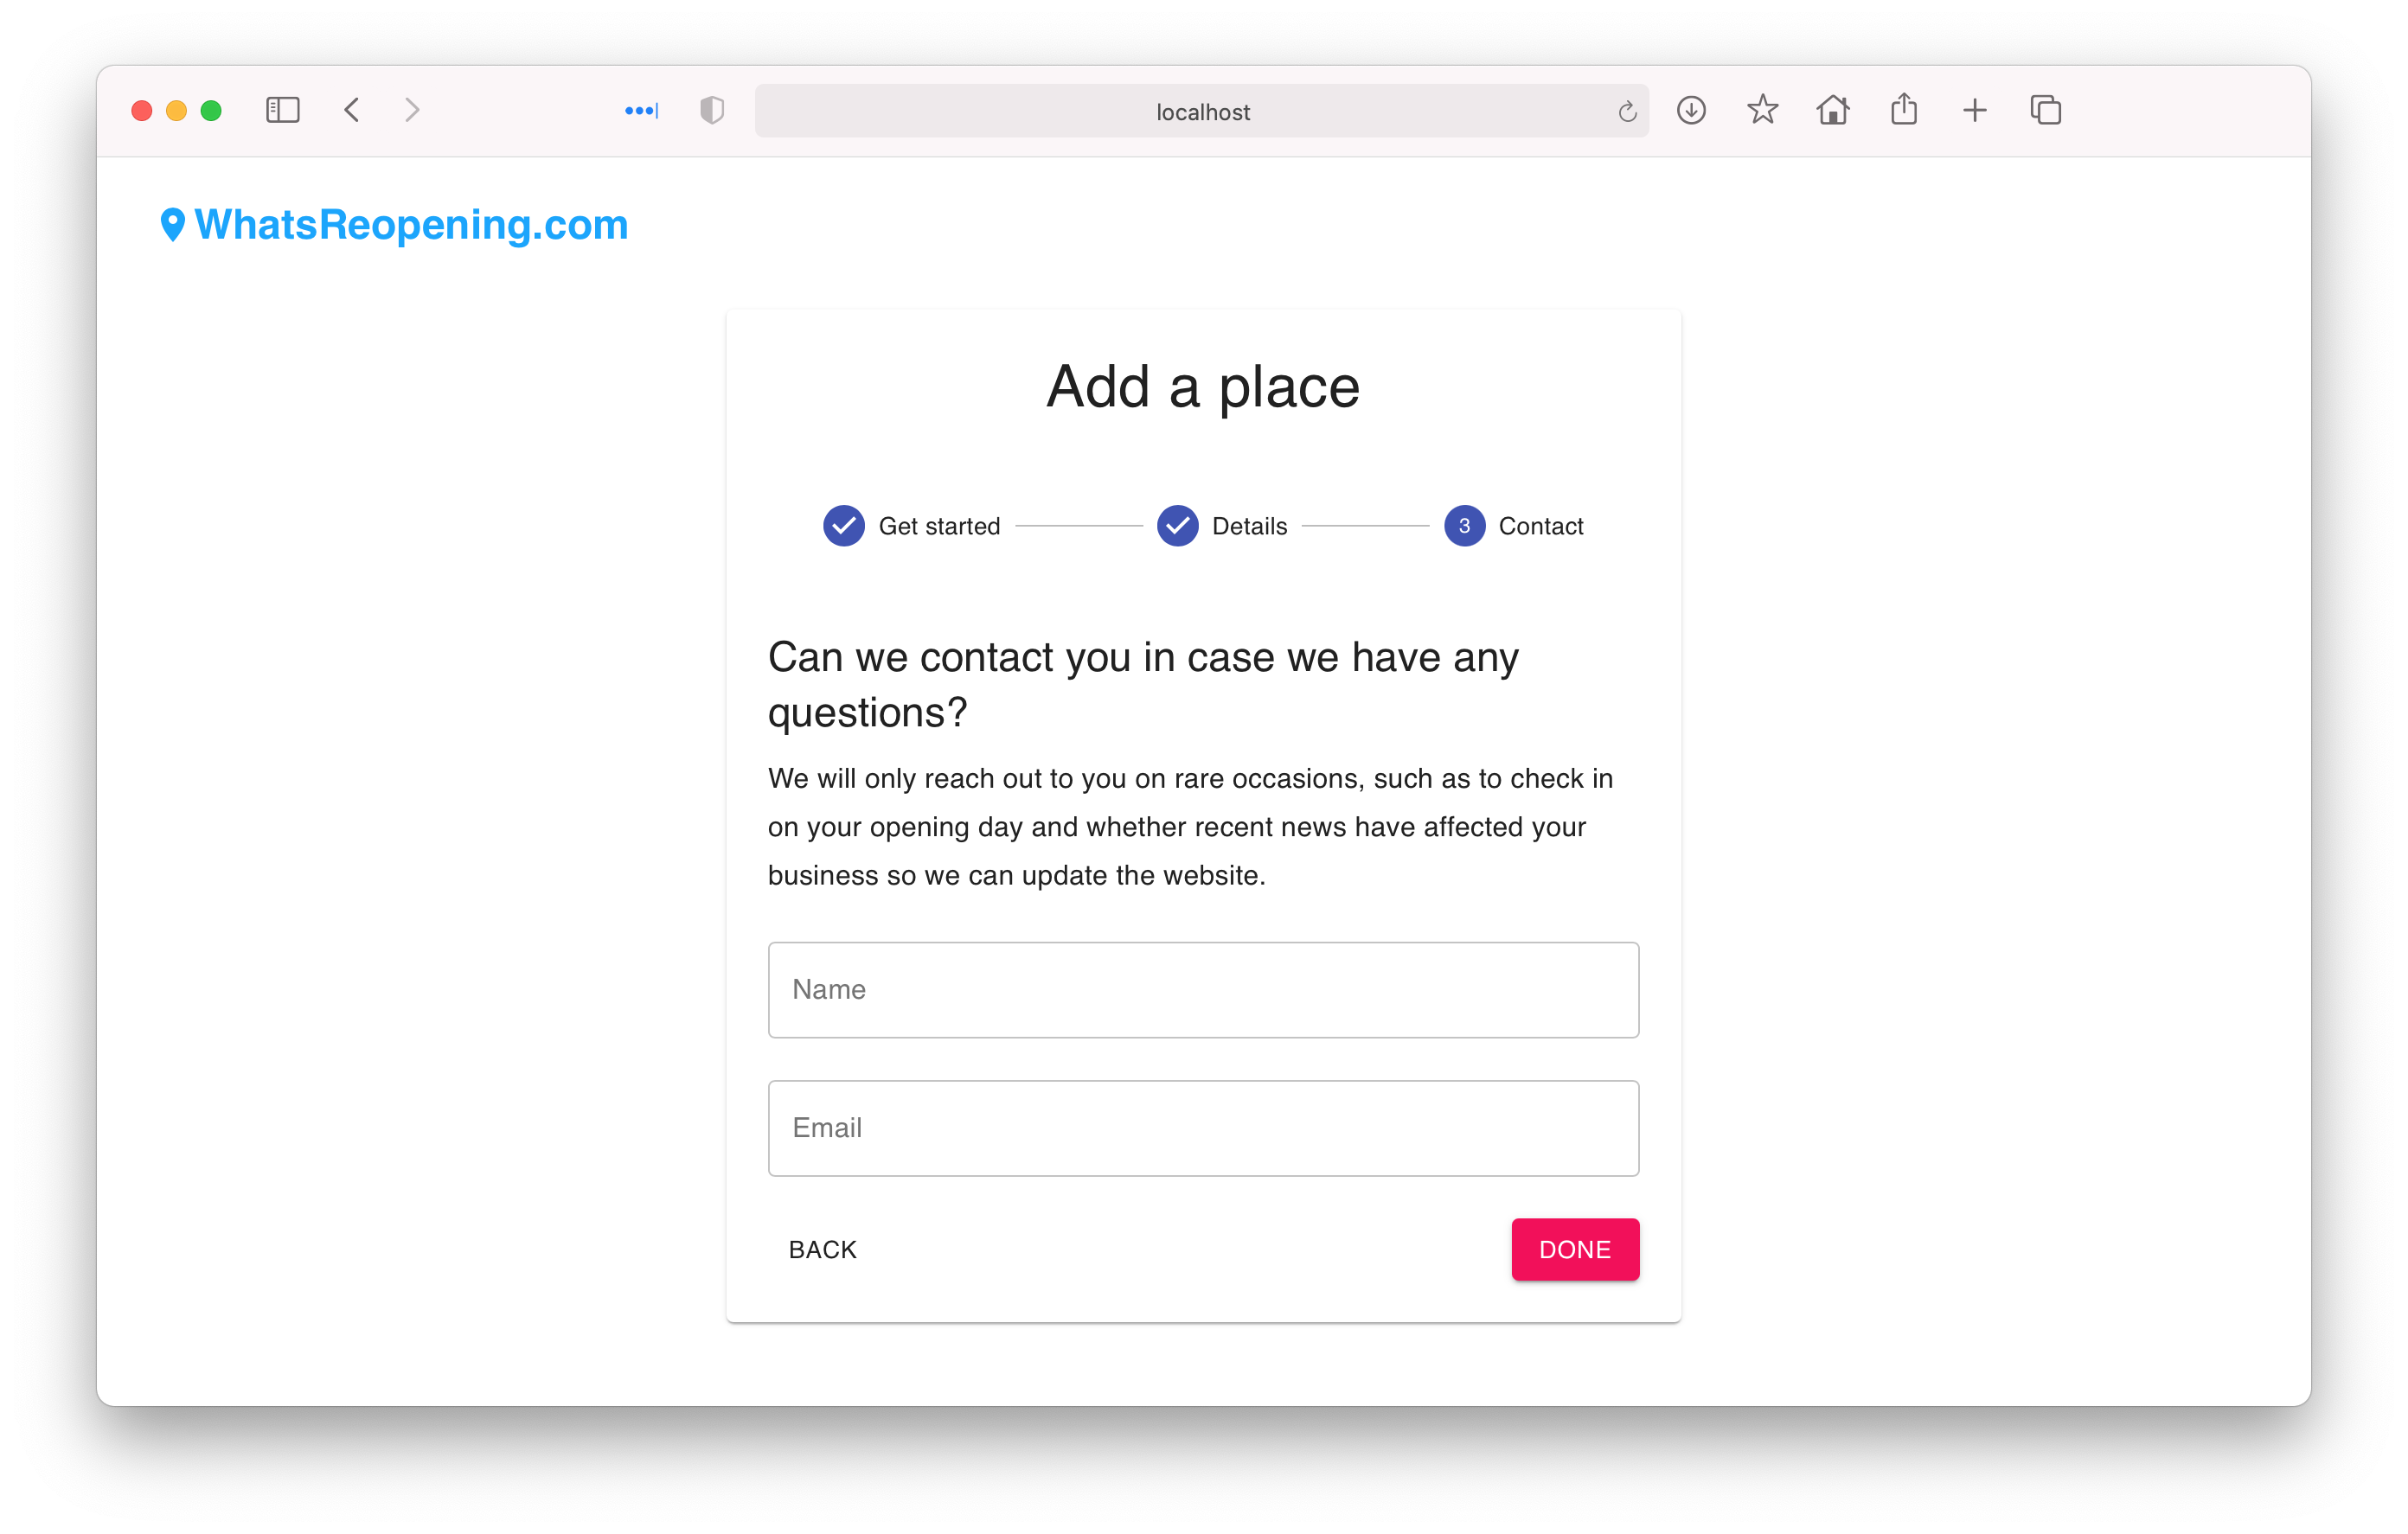 localhost
WhatsReopening.com
Add a place
Get started
Details
3 Contact
Can we contact you in case we have any
questions?
We will only reach out to you on rare occasions, such as to check in
on your opening day and whether recent news have affected your
business so we can update the website.
Name
Email
BACK
DONE